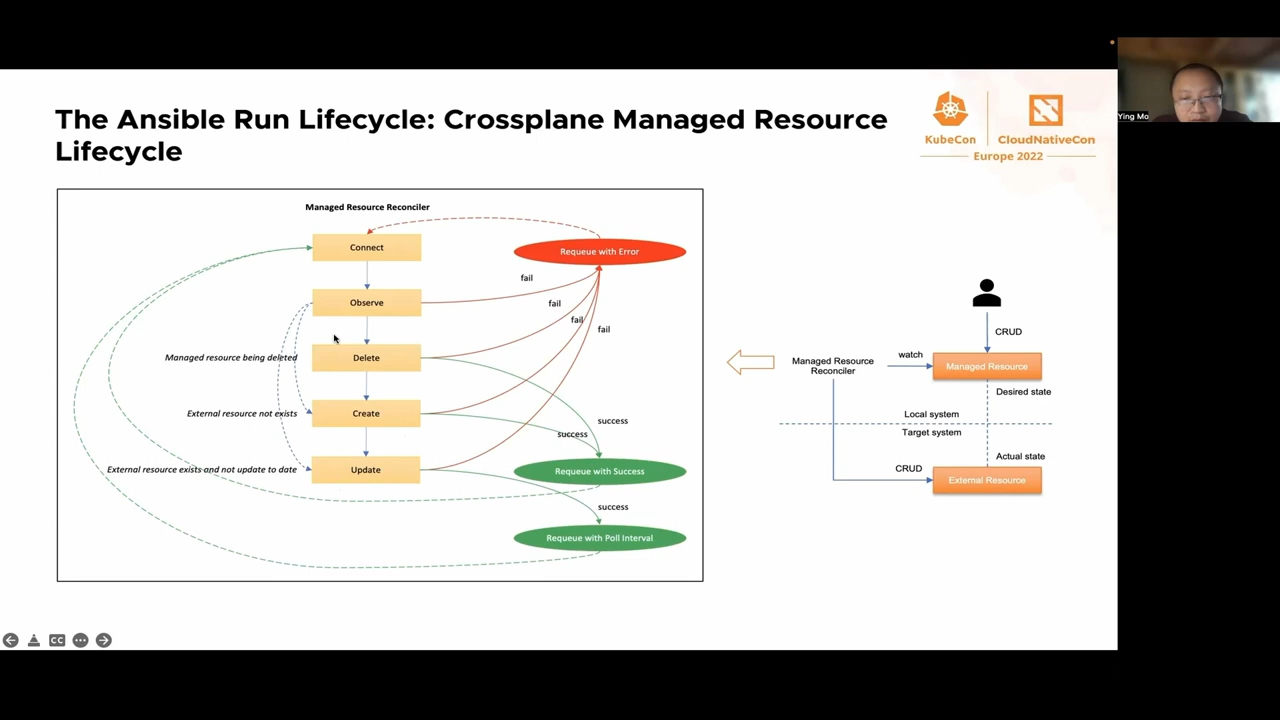 The Ansible Run Lifecycle: Crossplane Managed Resource
Lifecycle
KubeCon
CloudNativeCon
Europe 2022
Ying Mo
Managed Resource Reconciler
Connect
Requeue with Error
fail
Observe
fail
fail
fail
Managed resource being deleted
Delete
External resource not exists
Create
success
success
External resource exists and not update to date
Update
Requeue with Success
success
Requeue with Poll Interval
CRUD
watch
Managed Resource
Reconciler
Managed Resource
Desired state
Local system
Target system
Actual state
CRUD
External Resource
CC